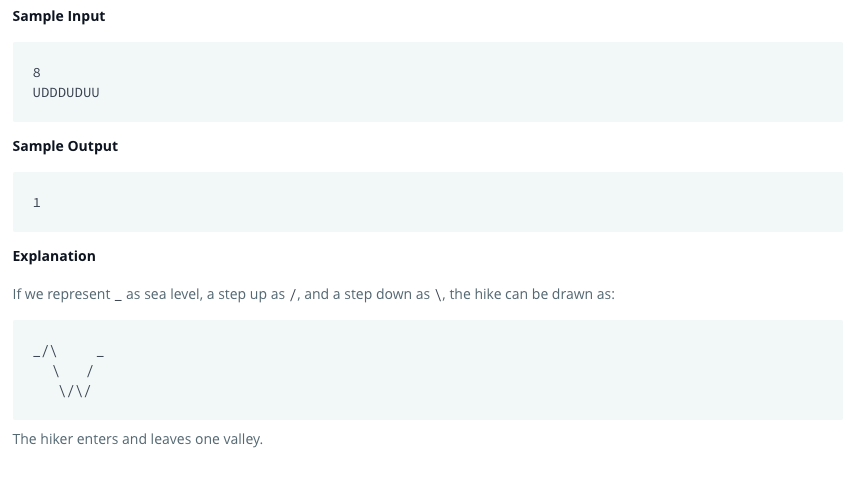 Sample Input
8
UDDDUDUU
Sample Output
1
Explanation
If we represent _ as sea level, a step up as /, and a step down as \, the hike can be drawn as:
_/\      _
   \    /
    \/\/
The hiker enters and leaves one valley.